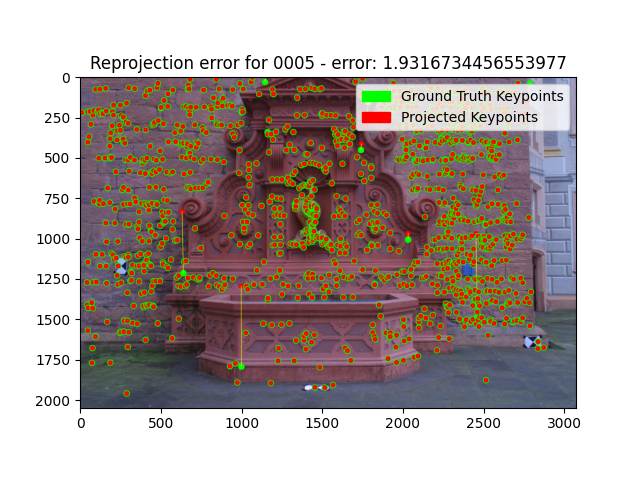 Reprojection error for 0005 - error: 1.9316734456553977
Ground Truth Keypoints
Projected Keypoints
0
250
500
750
1000
1250
1500
1750
2000
0 500 1000 1500 2000 2500 3000